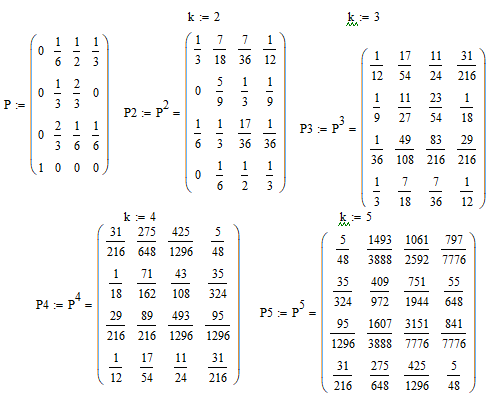 P := 0 1/6 1/2 1/3
0 1/3 2/3 0
0 2/3 1/6 1/6
1 0 0 0
k := 2
P2 := P^2 =
1/3 7/18 7/36 1/12
0 5/9 1/3 1/9
1/6 1/3 17/36 1/36
0 1/6 1/2 1/3
k := 3
P3 := P^3 =
1/12 17/54 11/24 31/216
1/9 11/27 23/54 1/18
1/36 49/108 83/216 29/216
1/3 7/18 7/36 1/12
k := 4
P4 := P^4 =
31/216 275/648 425/1296 5/48
1/18 71/162 43/108 35/324
29/216 89/216 493/1296 95/1296
1/12 17/54 11/24 31/216
k := 5
P5 := P^5 =
5/48 1493/3888 1061/2592 797/7776
35/324 409/972 751/1944 55/648
95/1296 1607/3888 3151/7776 841/7776
31/216 275/648 425/1296 5/48